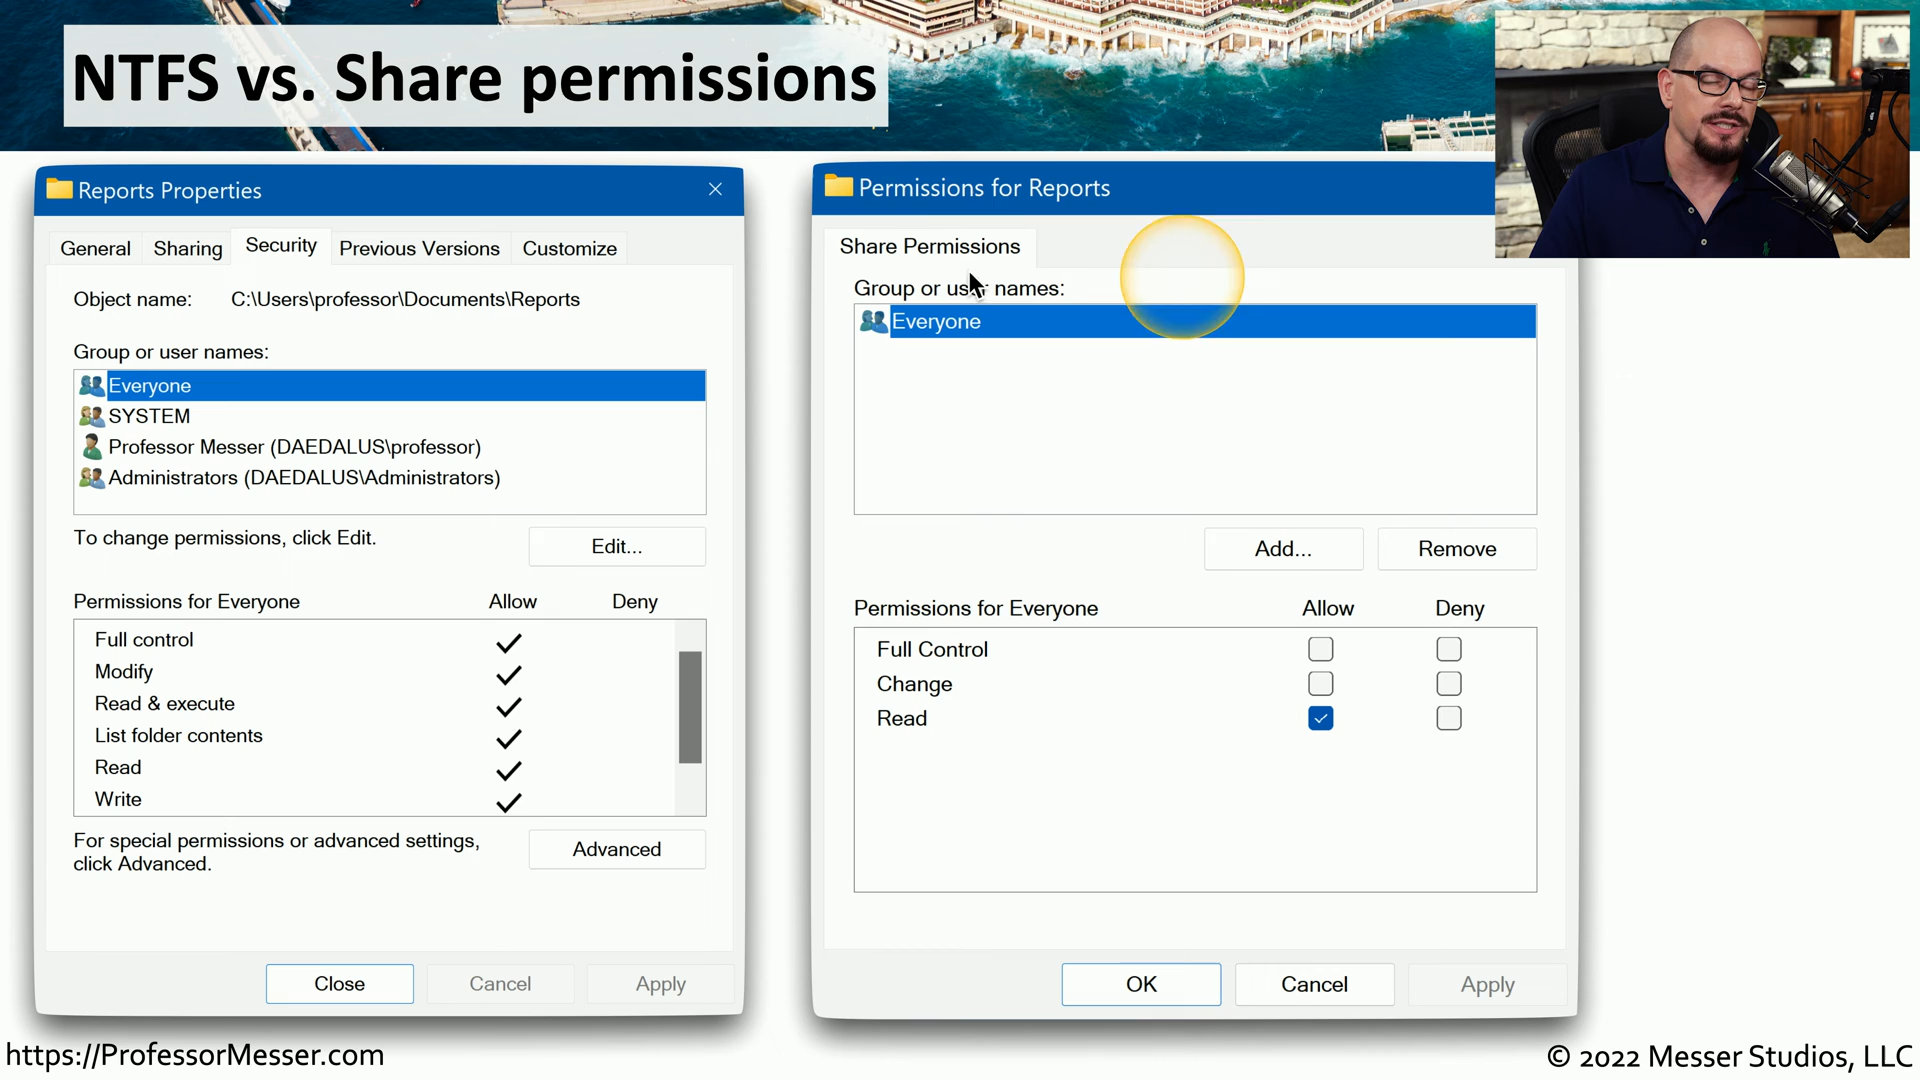 NTFS vs. Share permissions
Reports Properties
General Sharing Security Previous Versions Customize
Object name: C:\Users\professor\Documents\Reports
Group or user names:
Everyone
SYSTEM
Professor Messer (DAEDALUS\professor)
Administrators (DAEDALUS\Administrators)
To change permissions, click Edit.
Edit...
Permissions for Everyone Allow Deny
Full control
Modify
Read & execute
List folder contents
Read
Write
For special permissions or advanced settings,
click Advanced.
Advanced
Close Cancel Apply
Permissions for Reports
Share Permissions
Group or user names:
Everyone
Add... Remove
Permissions for Everyone Allow Deny
Full Control
Change
Read
OK Cancel Apply
https://ProfessorMesser.com
© 2022 Messer Studios, LLC